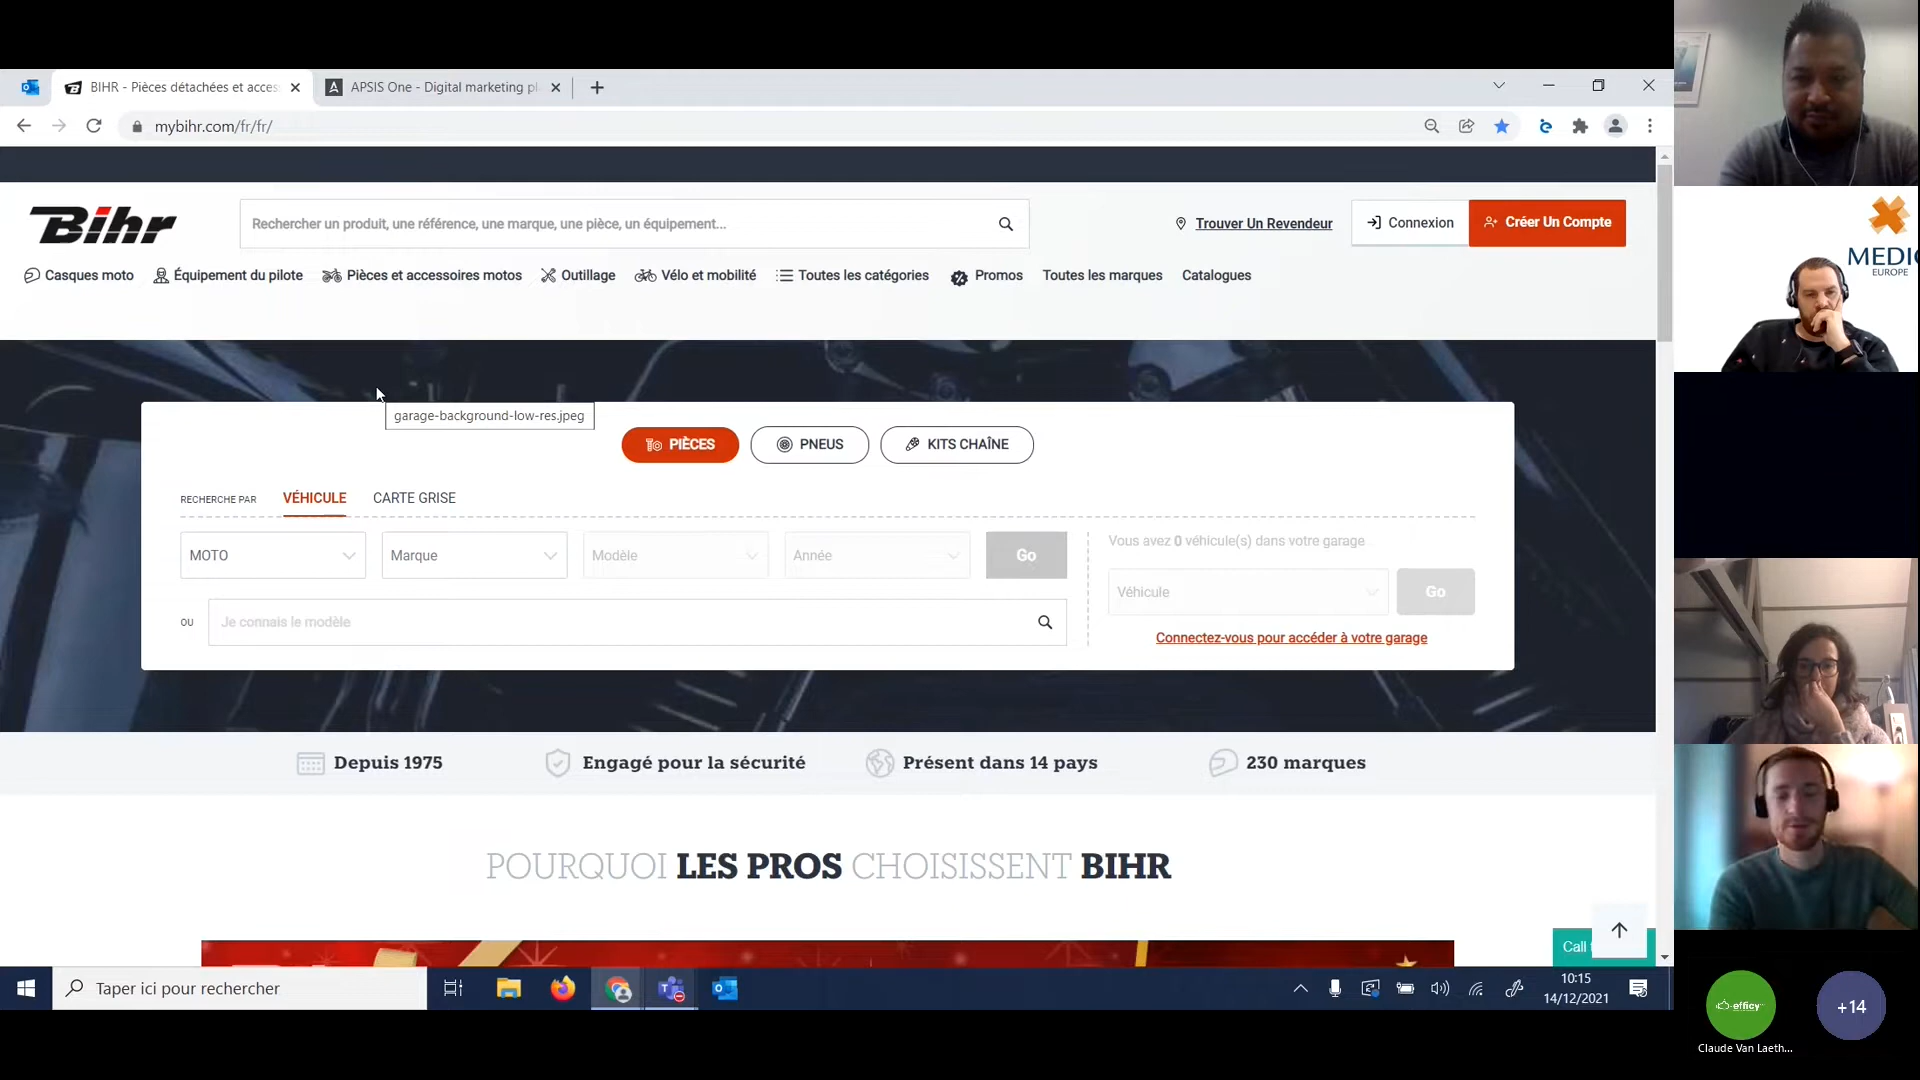 BIHR - Pièces détachées et acces
APSIS One - Digital marketing pl
mybihr.com/fr/fr/
Bihr
Rechercher un produit, une référence, une marque, une pièce, un équipement...
Trouver Un Revendeur
Connexion
Créer Un Compte
Casques moto
Équipement du pilote
Pièces et accessoires motos
Outillage
Vélo et mobilité
Toutes les catégories
Promos
Toutes les marques
Catalogues
garage-background-low-res.jpeg
PIÈCES
PNEUS
KITS CHAÎNE
RECHERCHE PAR
VÉHICULE
CARTE GRISE
MOTO
Marque
Modèle
Année
Go
Vous avez 0 véhicule(s) dans votre garage
Véhicule
Go
OU
Je connais le modèle
Connectez-vous pour accéder à votre garage
Depuis 1975
Engagé pour la sécurité
Présent dans 14 pays
230 marques
POURQUOI LES PROS CHOISISSENT BIHR
Call
Taper ici pour rechercher
10:15
14/12/2021
MEDIC
EUROPE
efficy
Claude Van Laeth...
+14